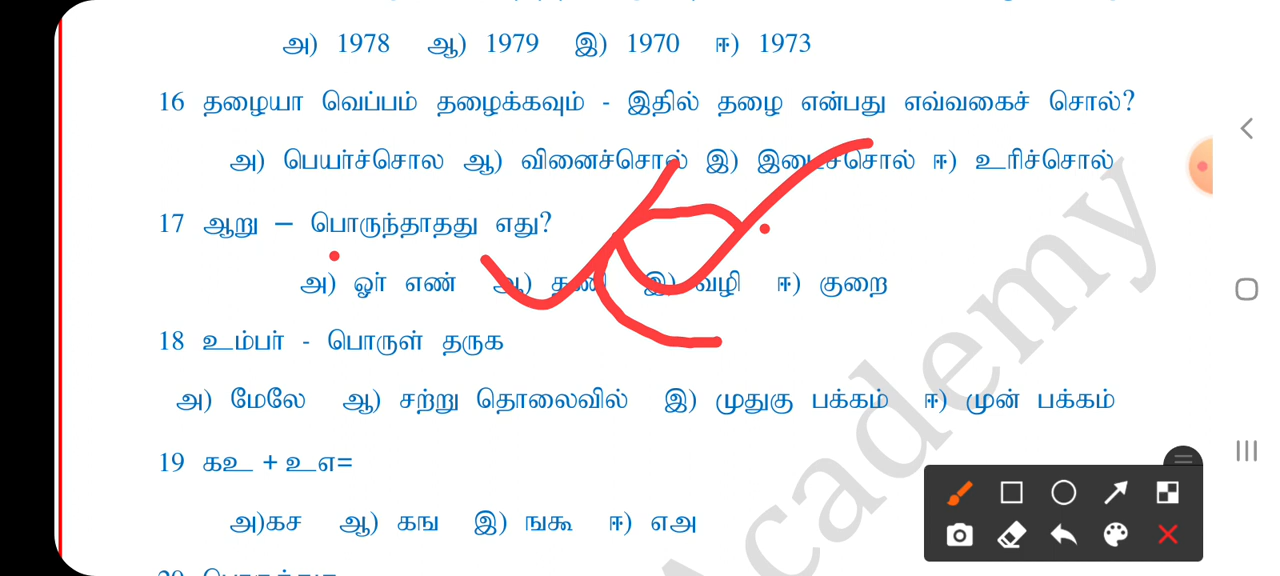 அ) 1978 ஆ) 1979 இ) 1970 ஈ) 1973
16 தழையா வெப்பம் தழைக்கவும் - இதில் தழை என்பது எவ்வகைச் சொல்?
அ) பெயர்ச்சொல ஆ) வினைச்சொல் இ) இடைச்சொல் ஈ) உரிச்சொல்
17 ஆறு – பொருந்தாதது எது?
அ) ஓர் எண் ஆ) தணி இ) வழி ஈ) குறை
18 உம்பர் - பொருள் தருக
அ) மேலே ஆ) சற்று தொலைவில் இ) முதுகு பக்கம் ஈ) முன் பக்கம்
19 கஉ + உஎ=
அ)கச ஆ) கங இ) ஙகூ ஈ) எஅ
Academy